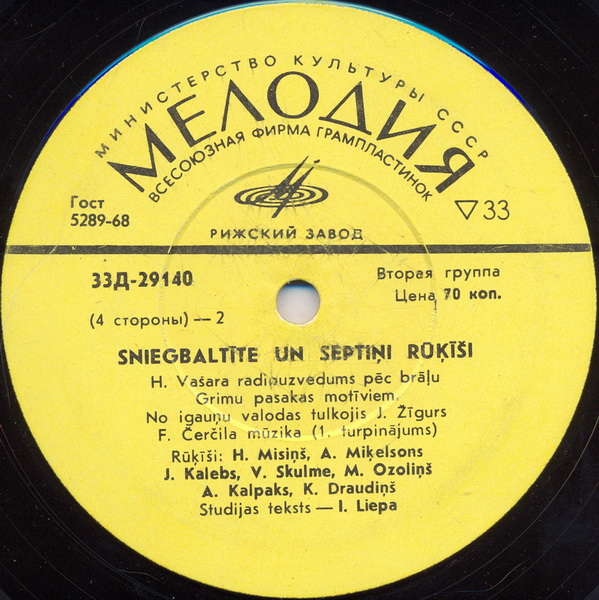 МИНИСТЕРСТВО КУЛЬТУРЫ СССР
МЕЛОДИЯ
ВСЕСОЮЗНАЯ ФИРМА ГРАМПЛАСТИНОК
Гост
5289-68
▽33
РИЖСКИЙ ЗАВОД
33Д-29140
Вторая группа
Цена 70 коп.
(4 стороны) — 2
SNIEGBALTĪTE UN SEPTIŅI RŪĶĪŠI
H. Vašara radiouzvedums pēc brāļu
Grimu pasakas motīviem
No igauņu valodas tulkojis J. Žīgurs
F. Čerčila mūzika (1. turpinājums)
Rūķīši: H. Misiņš, A. Miķelsons
J. Kalebs, V. Skulme, M. Ozoliņš
A. Kalpaks, K. Draudiņš
Studijas teksts — I. Liepa